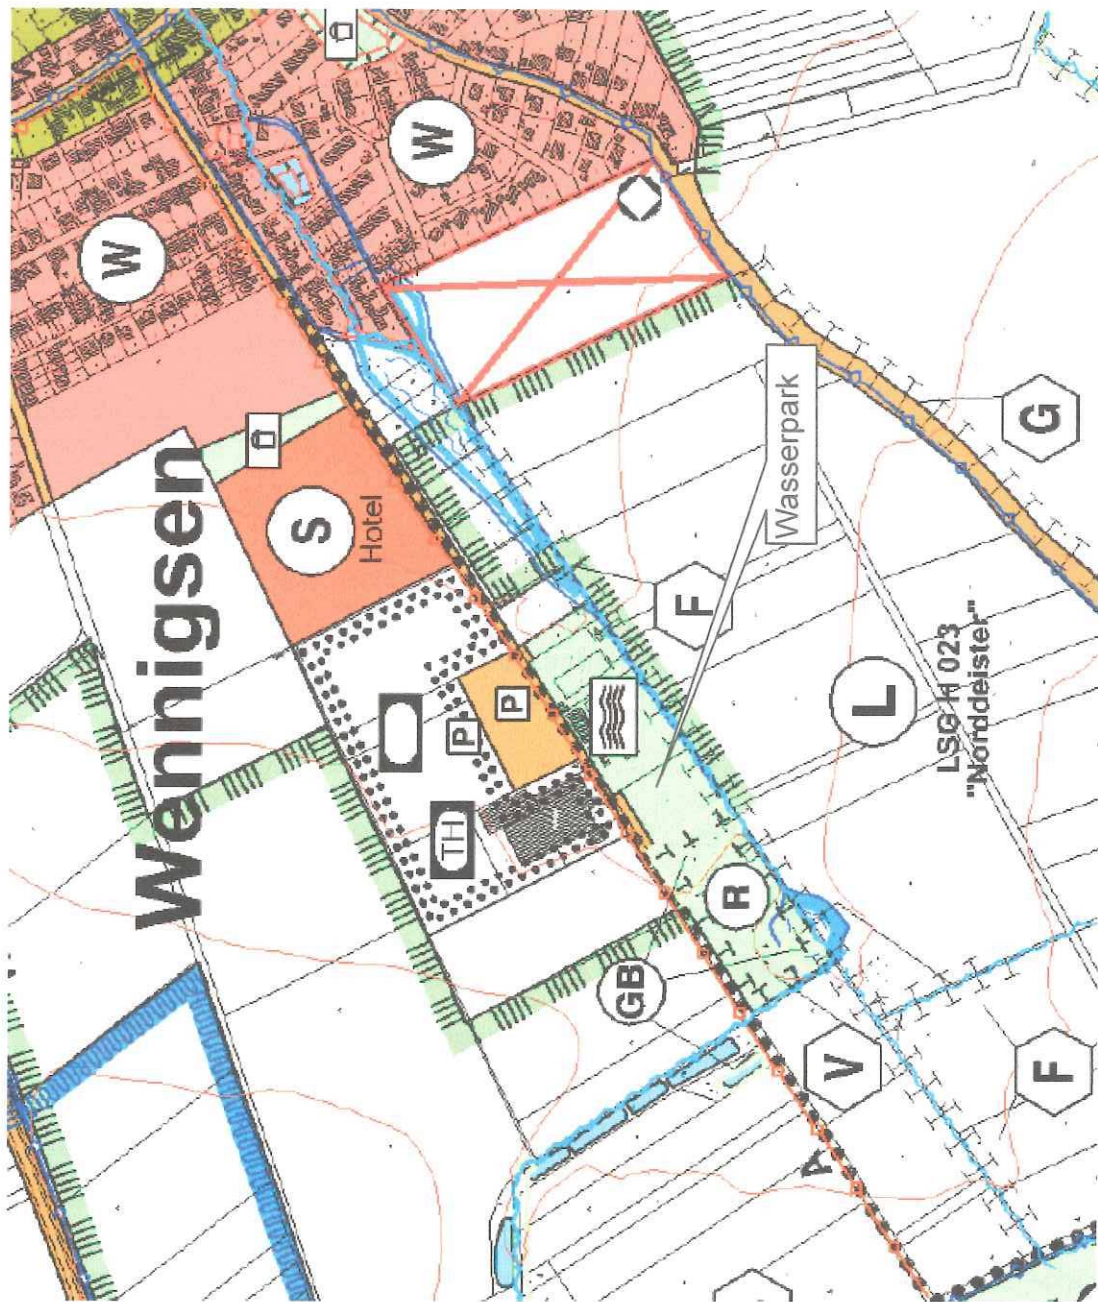 Wennigsen
W
W
S
Hotel
P
P
TH
F
Wasserpark
G
R
GB
L
LSG H 023
"Norddeister"
V
F
A